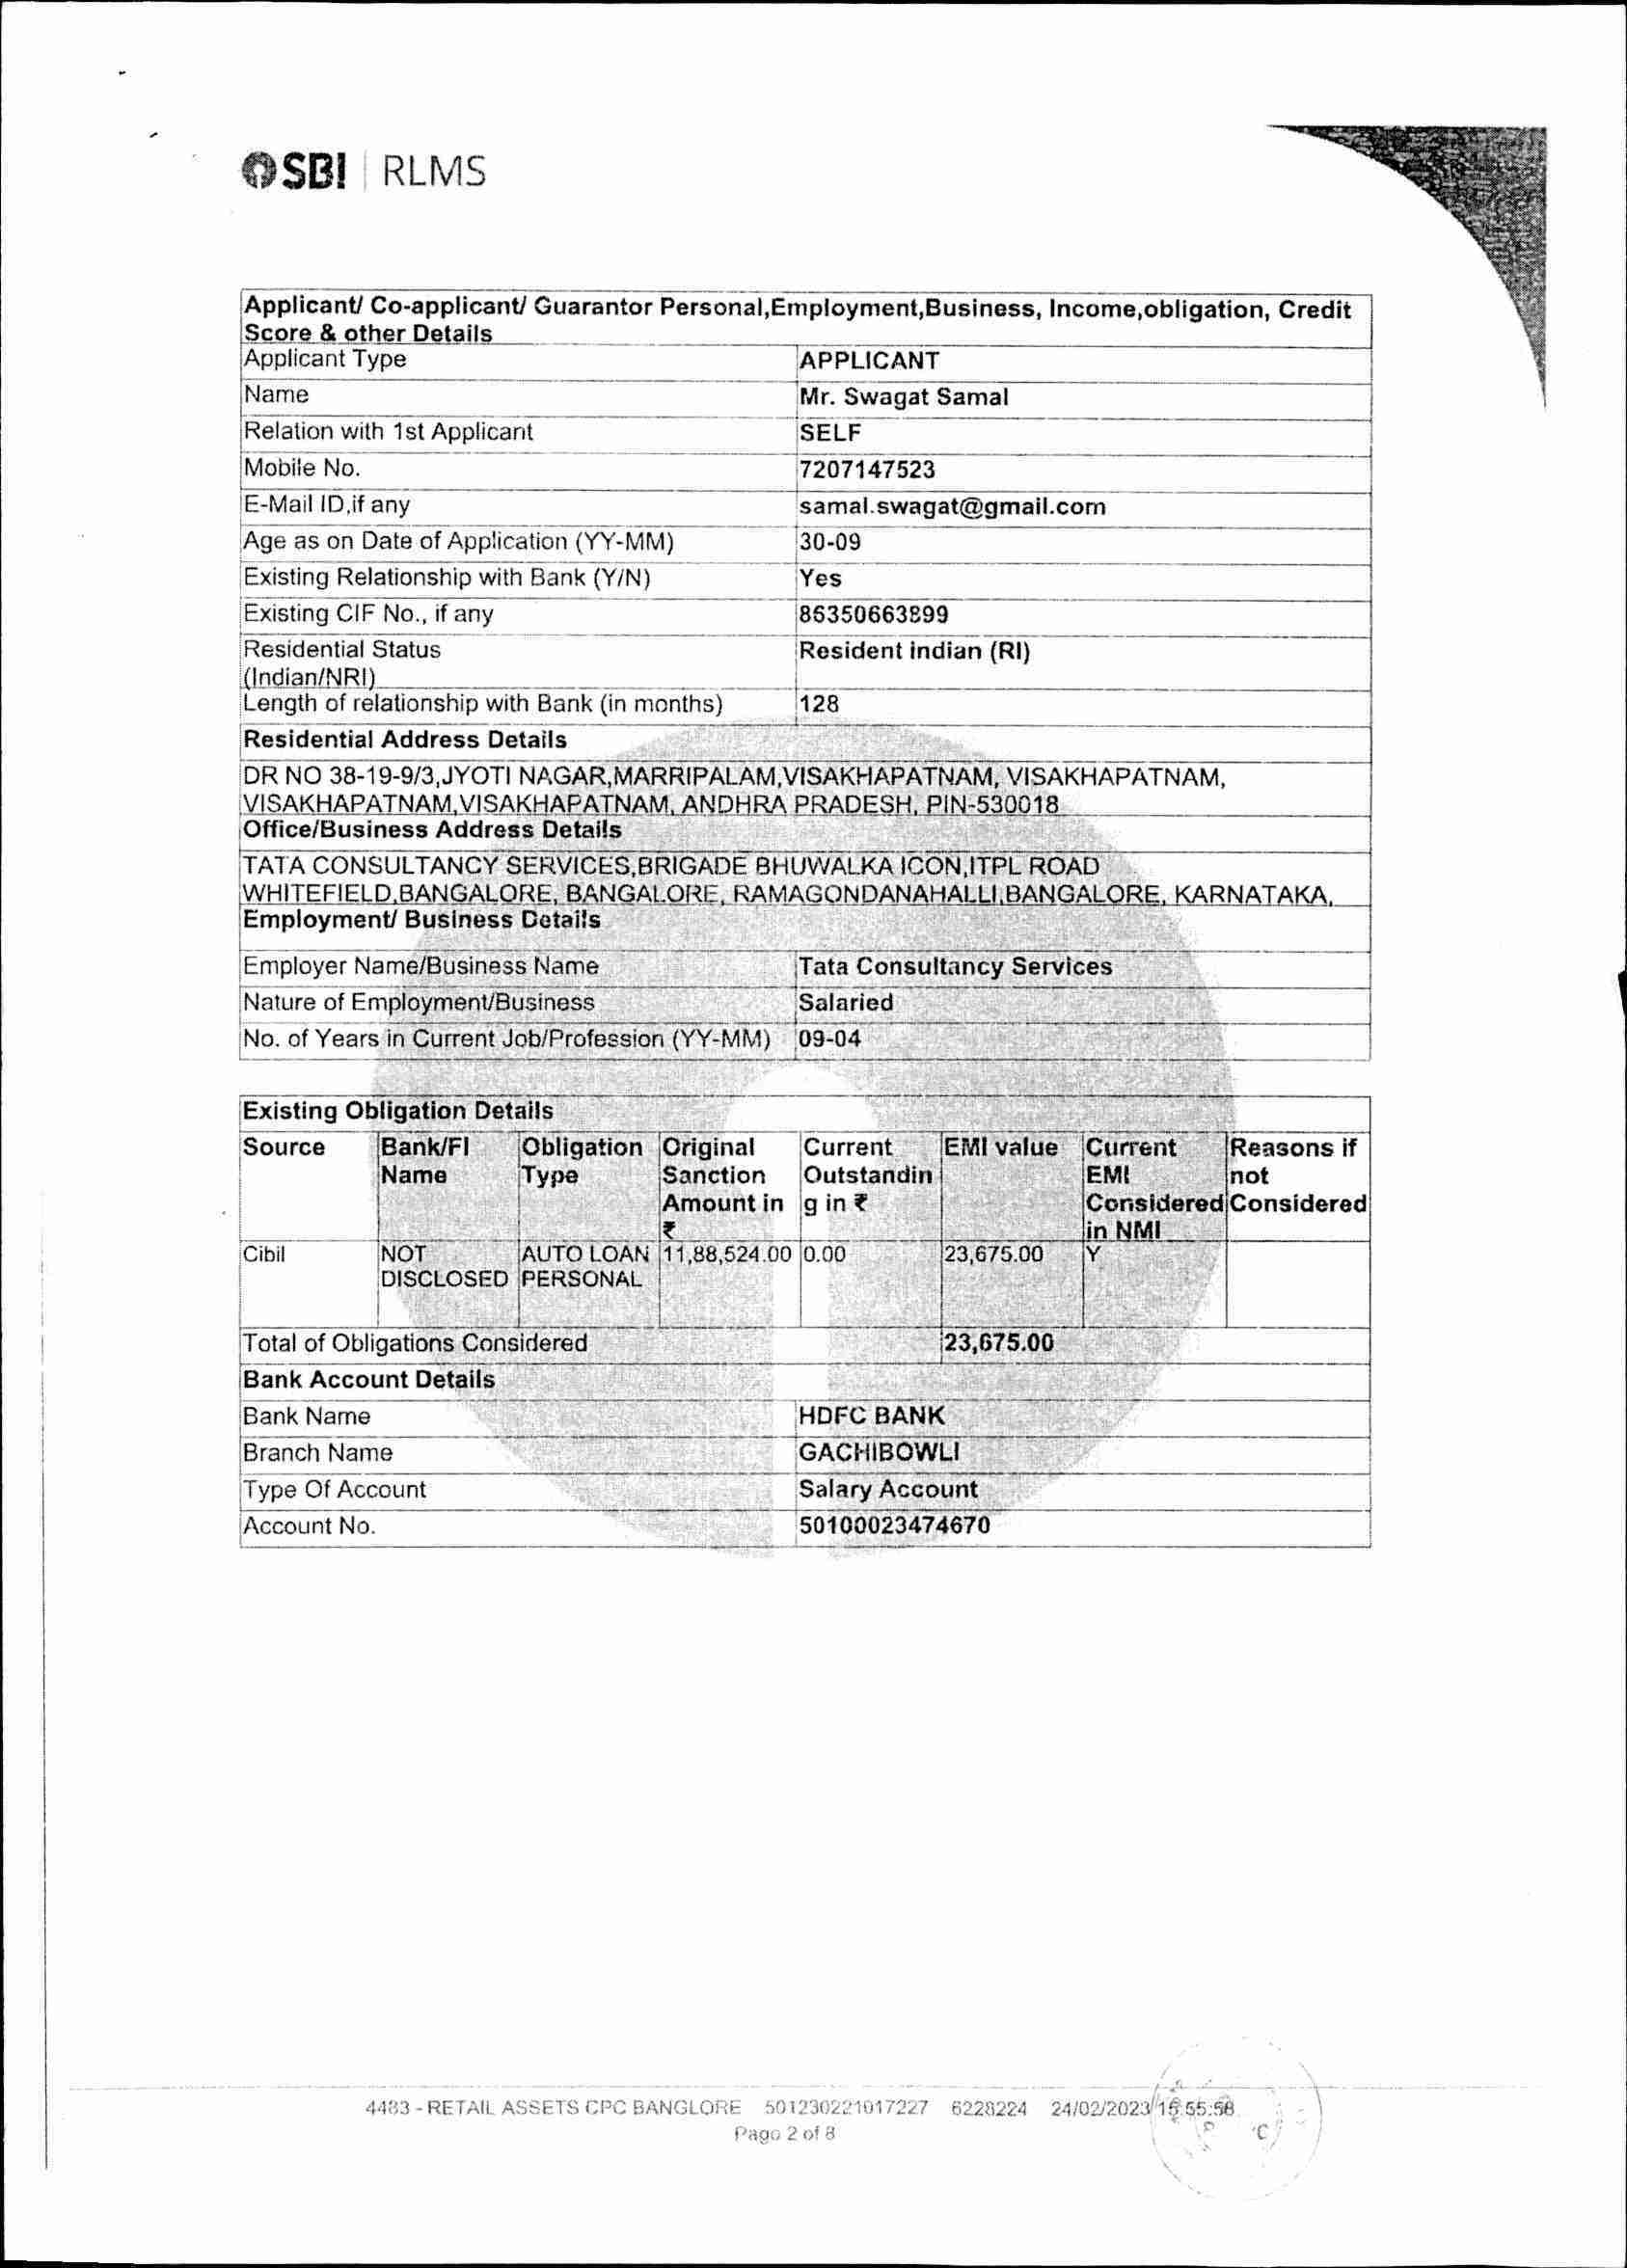 SBI | RLMS
Applicant/ Co-applicant/ Guarantor Personal,Employment,Business, Income,obligation, Credit
Score & other Details
Applicant Type APPLICANT
Name Mr. Swagat Samal
Relation with 1st Applicant SELF
Mobile No. 7207147523
E-Mail ID,if any samal.swagat@gmail.com
Age as on Date of Application (YY-MM) 30-09
Existing Relationship with Bank (Y/N) Yes
Existing CIF No., if any 86350663899
Residential Status Resident indian (RI)
(Indian/NRI)
Length of relationship with Bank (in months) 128
Residential Address Details
DR NO 38-19-9/3,JYOTI NAGAR,MARRIPALAM,VISAKHAPATNAM, VISAKHAPATNAM,
VISAKHAPATNAM,VISAKHAPATNAM, ANDHRA PRADESH, PIN-530018
Office/Business Address Details
TATA CONSULTANCY SERVICES,BRIGADE BHUWALKA ICON,ITPL ROAD
WHITEFIELD,BANGALORE, BANGALORE, RAMAGONDANAHALLI,BANGALORE, KARNATAKA,
Employment/ Business Details
Employer Name/Business Name Tata Consultancy Services
Nature of Employment/Business Salaried
No. of Years in Current Job/Profession (YY-MM) 09-04
Existing Obligation Details
Source Bank/FI Obligation Original Current EMI value Current Reasons if
Name Type Sanction Outstandin EMI not
Amount in g in ₹ Considered Considered
₹ in NMI
Cibil NOT AUTO LOAN 11,88,524.00 0.00 23,675.00 Y
DISCLOSED PERSONAL
Total of Obligations Considered 23,675.00
Bank Account Details
Bank Name HDFC BANK
Branch Name GACHIBOWLI
Type Of Account Salary Account
Account No. 50100023474670
4483 - RETAIL ASSETS CPC BANGLORE 501230221017227 6228224 24/02/2023 15:55:58
Page 2 of 8